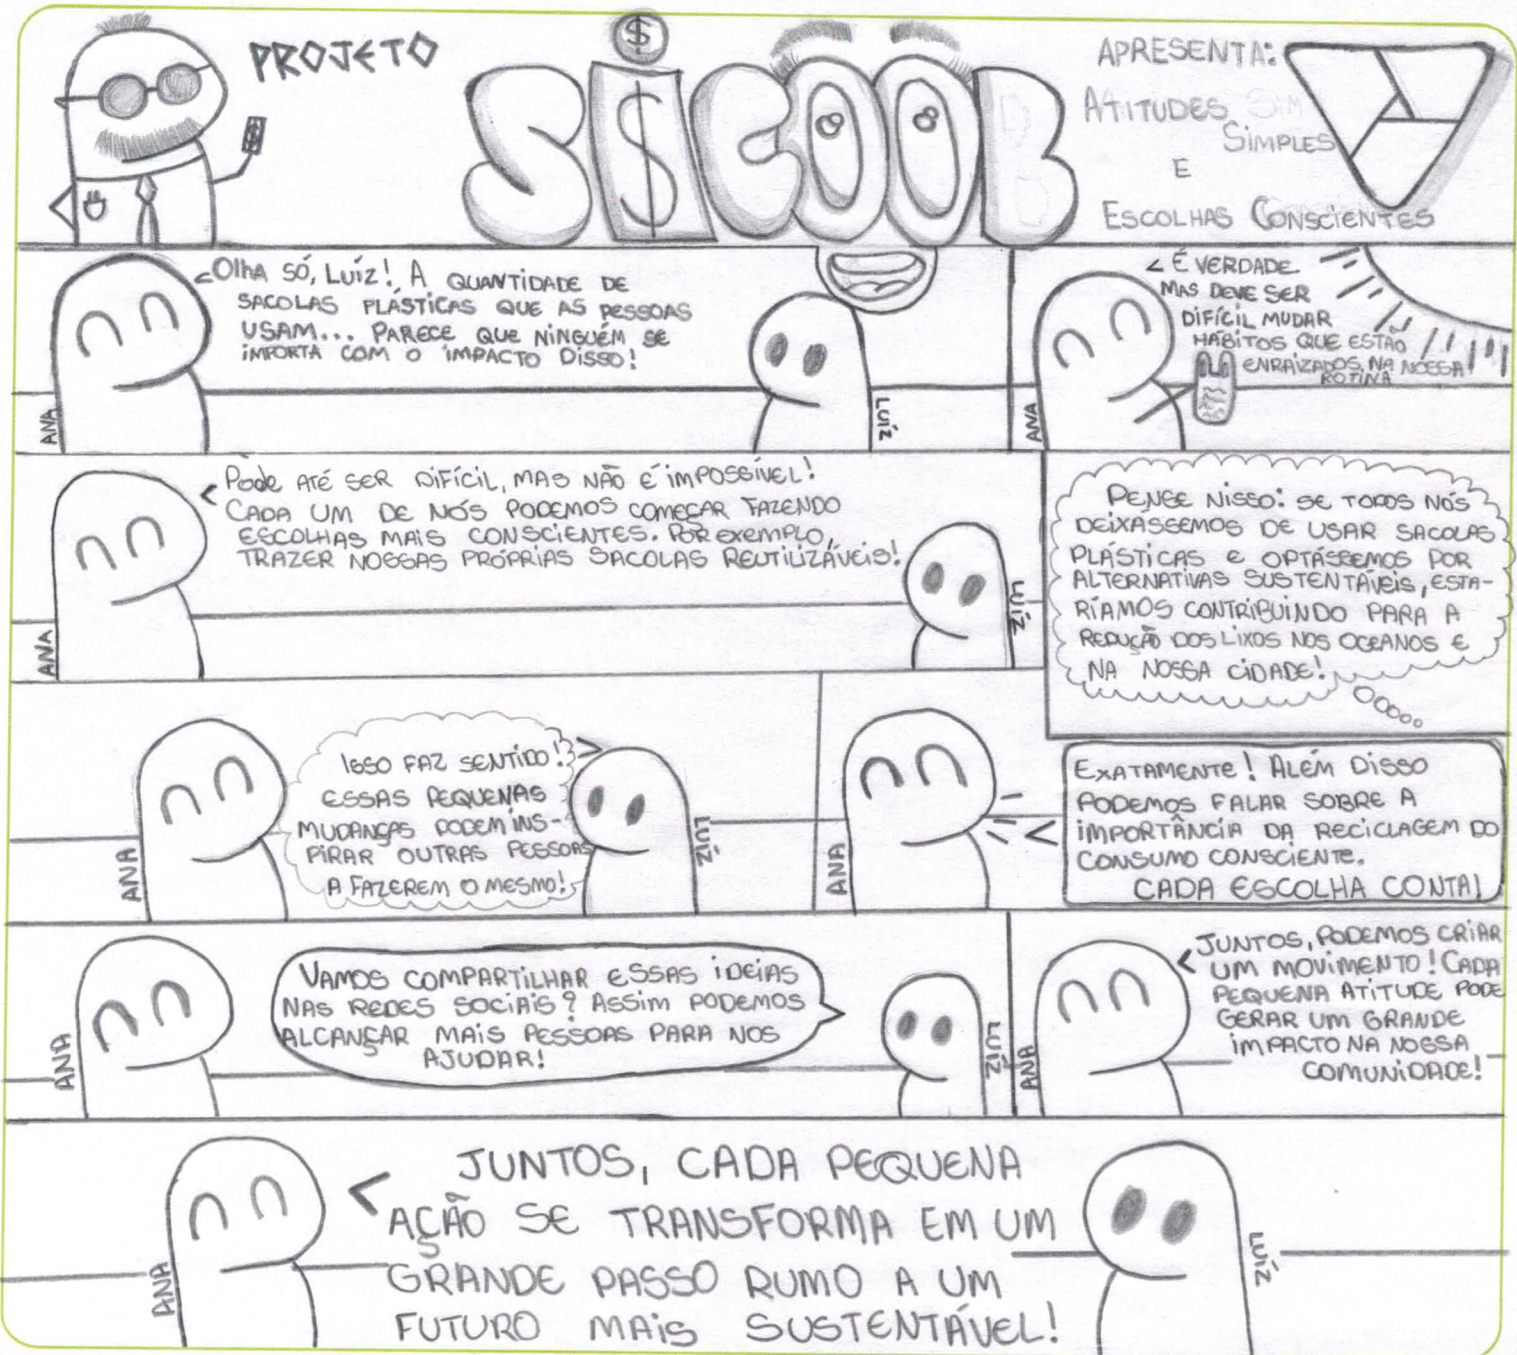 PROJETO
SiCOOB
APRESENTA:
ATITUDES
SIMPLES
E
ESCOLHAS CONSCIENTES
OlhA SÓ, LUÍZ! A QUANTIDADE DE
SACOLAS PLÁSTICAS QUE AS PESSOAS
USAM... PARECE QUE NINGUÉM SE
IMPORTA COM O IMPACTO DISSO!
ANA
LUÍZ
É VERDADE.
MAS DEVE SER
DIFÍCIL MUDAR
HÁBITOS QUE ESTÃO
ENRAIZADOS NA NOSSA
ROTINA
ANA
Pode ATÉ SER DIFÍCIL, MAS NÃO É IMPOSSÍVEL!
CADA UM DE NÓS PODEMOS COMEÇAR FAZENDO
ESCOLHAS MAIS CONSCIENTES. POR EXEMPLO,
TRAZER NOSSAS PRÓPRIAS SACOLAS REUTILIZÁVEIS!
ANA
LUÍZ
PENSE NISSO: SE TODOS NÓS
DEIXASSEMOS DE USAR SACOLAS
PLÁSTICAS E OPTÁSSEMOS POR
ALTERNATIVAS SUSTENTÁVEIS, ESTA-
RÍAMOS CONTRIBUINDO PARA A
REDUÇÃO DOS LIXOS NOS OCEANOS E
NA NOSSA CIDADE!
ISSO FAZ SENTIDO!
ESSAS PEQUENAS
MUDANÇAS PODEM INS-
PIRAR OUTRAS PESSOAS
A FAZEREM O MESMO!
ANA
LUÍZ
EXATAMENTE! ALÉM DISSO
PODEMOS FALAR SOBRE A
IMPORTÂNCIA DA RECICLAGEM DO
CONSUMO CONSCIENTE.
CADA ESCOLHA CONTA!
ANA
VAMOS COMPARTILHAR ESSAS IDEIAS
NAS REDES SOCIAIS? ASSIM PODEMOS
ALCANÇAR MAIS PESSOAS PARA NOS
AJUDAR!
ANA
LUÍZ
JUNTOS, PODEMOS CRIAR
UM MOVIMENTO! CADA
PEQUENA ATITUDE PODE
GERAR UM GRANDE
IMPACTO NA NOSSA
COMUNIDADE!
ANA
JUNTOS, CADA PEQUENA
AÇÃO SE TRANSFORMA EM UM
GRANDE PASSO RUMO A UM
FUTURO MAIS SUSTENTÁVEL!
ANA
LUÍZ